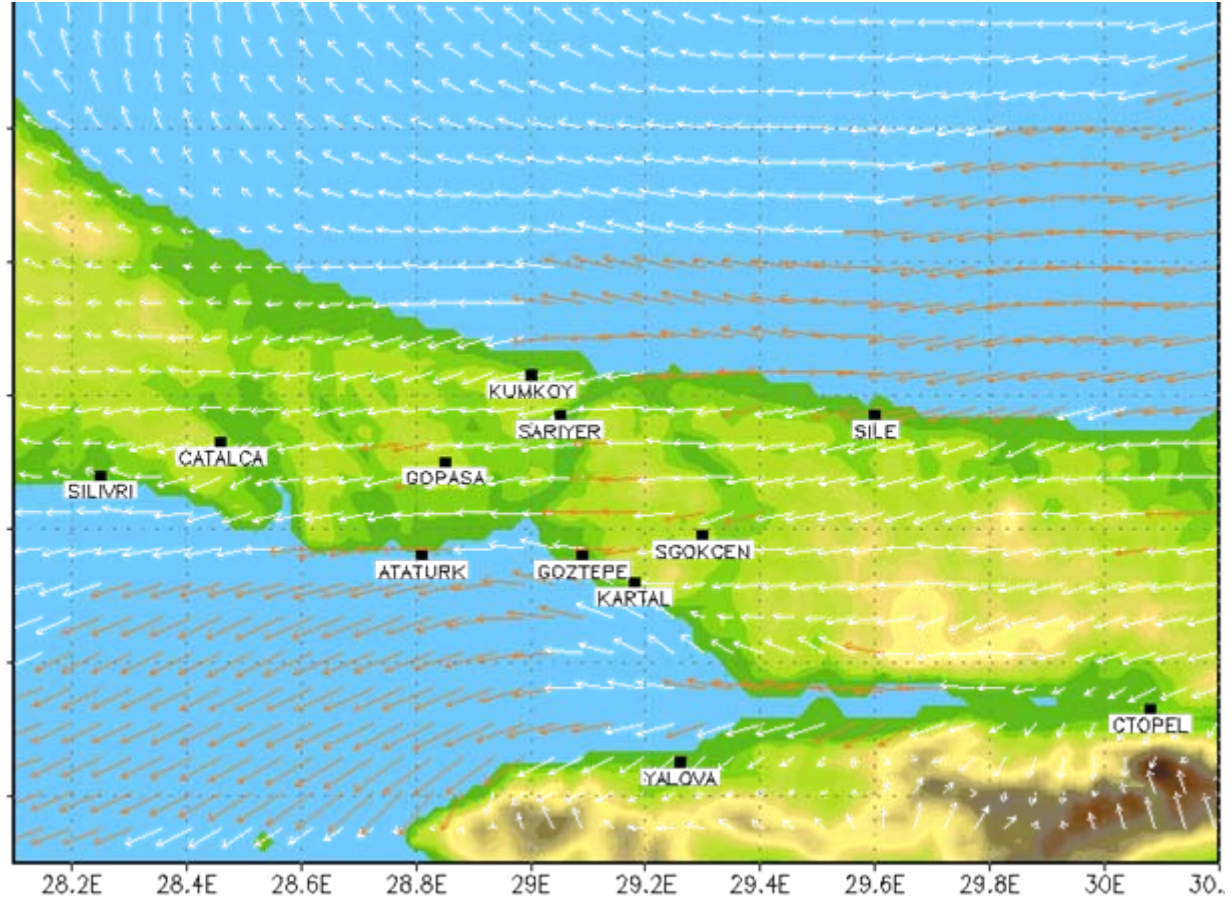 KUMKOY
SARIYER
SILE
CATALCA
GOPASA
SILIVRI
SGOKCEN
ATATURK
GOZTEPE
KARTAL
CTOPEL
YALOVA
28.2E 28.4E 28.6E 28.8E 29E 29.2E 29.4E 29.6E 29.8E 30E 30.